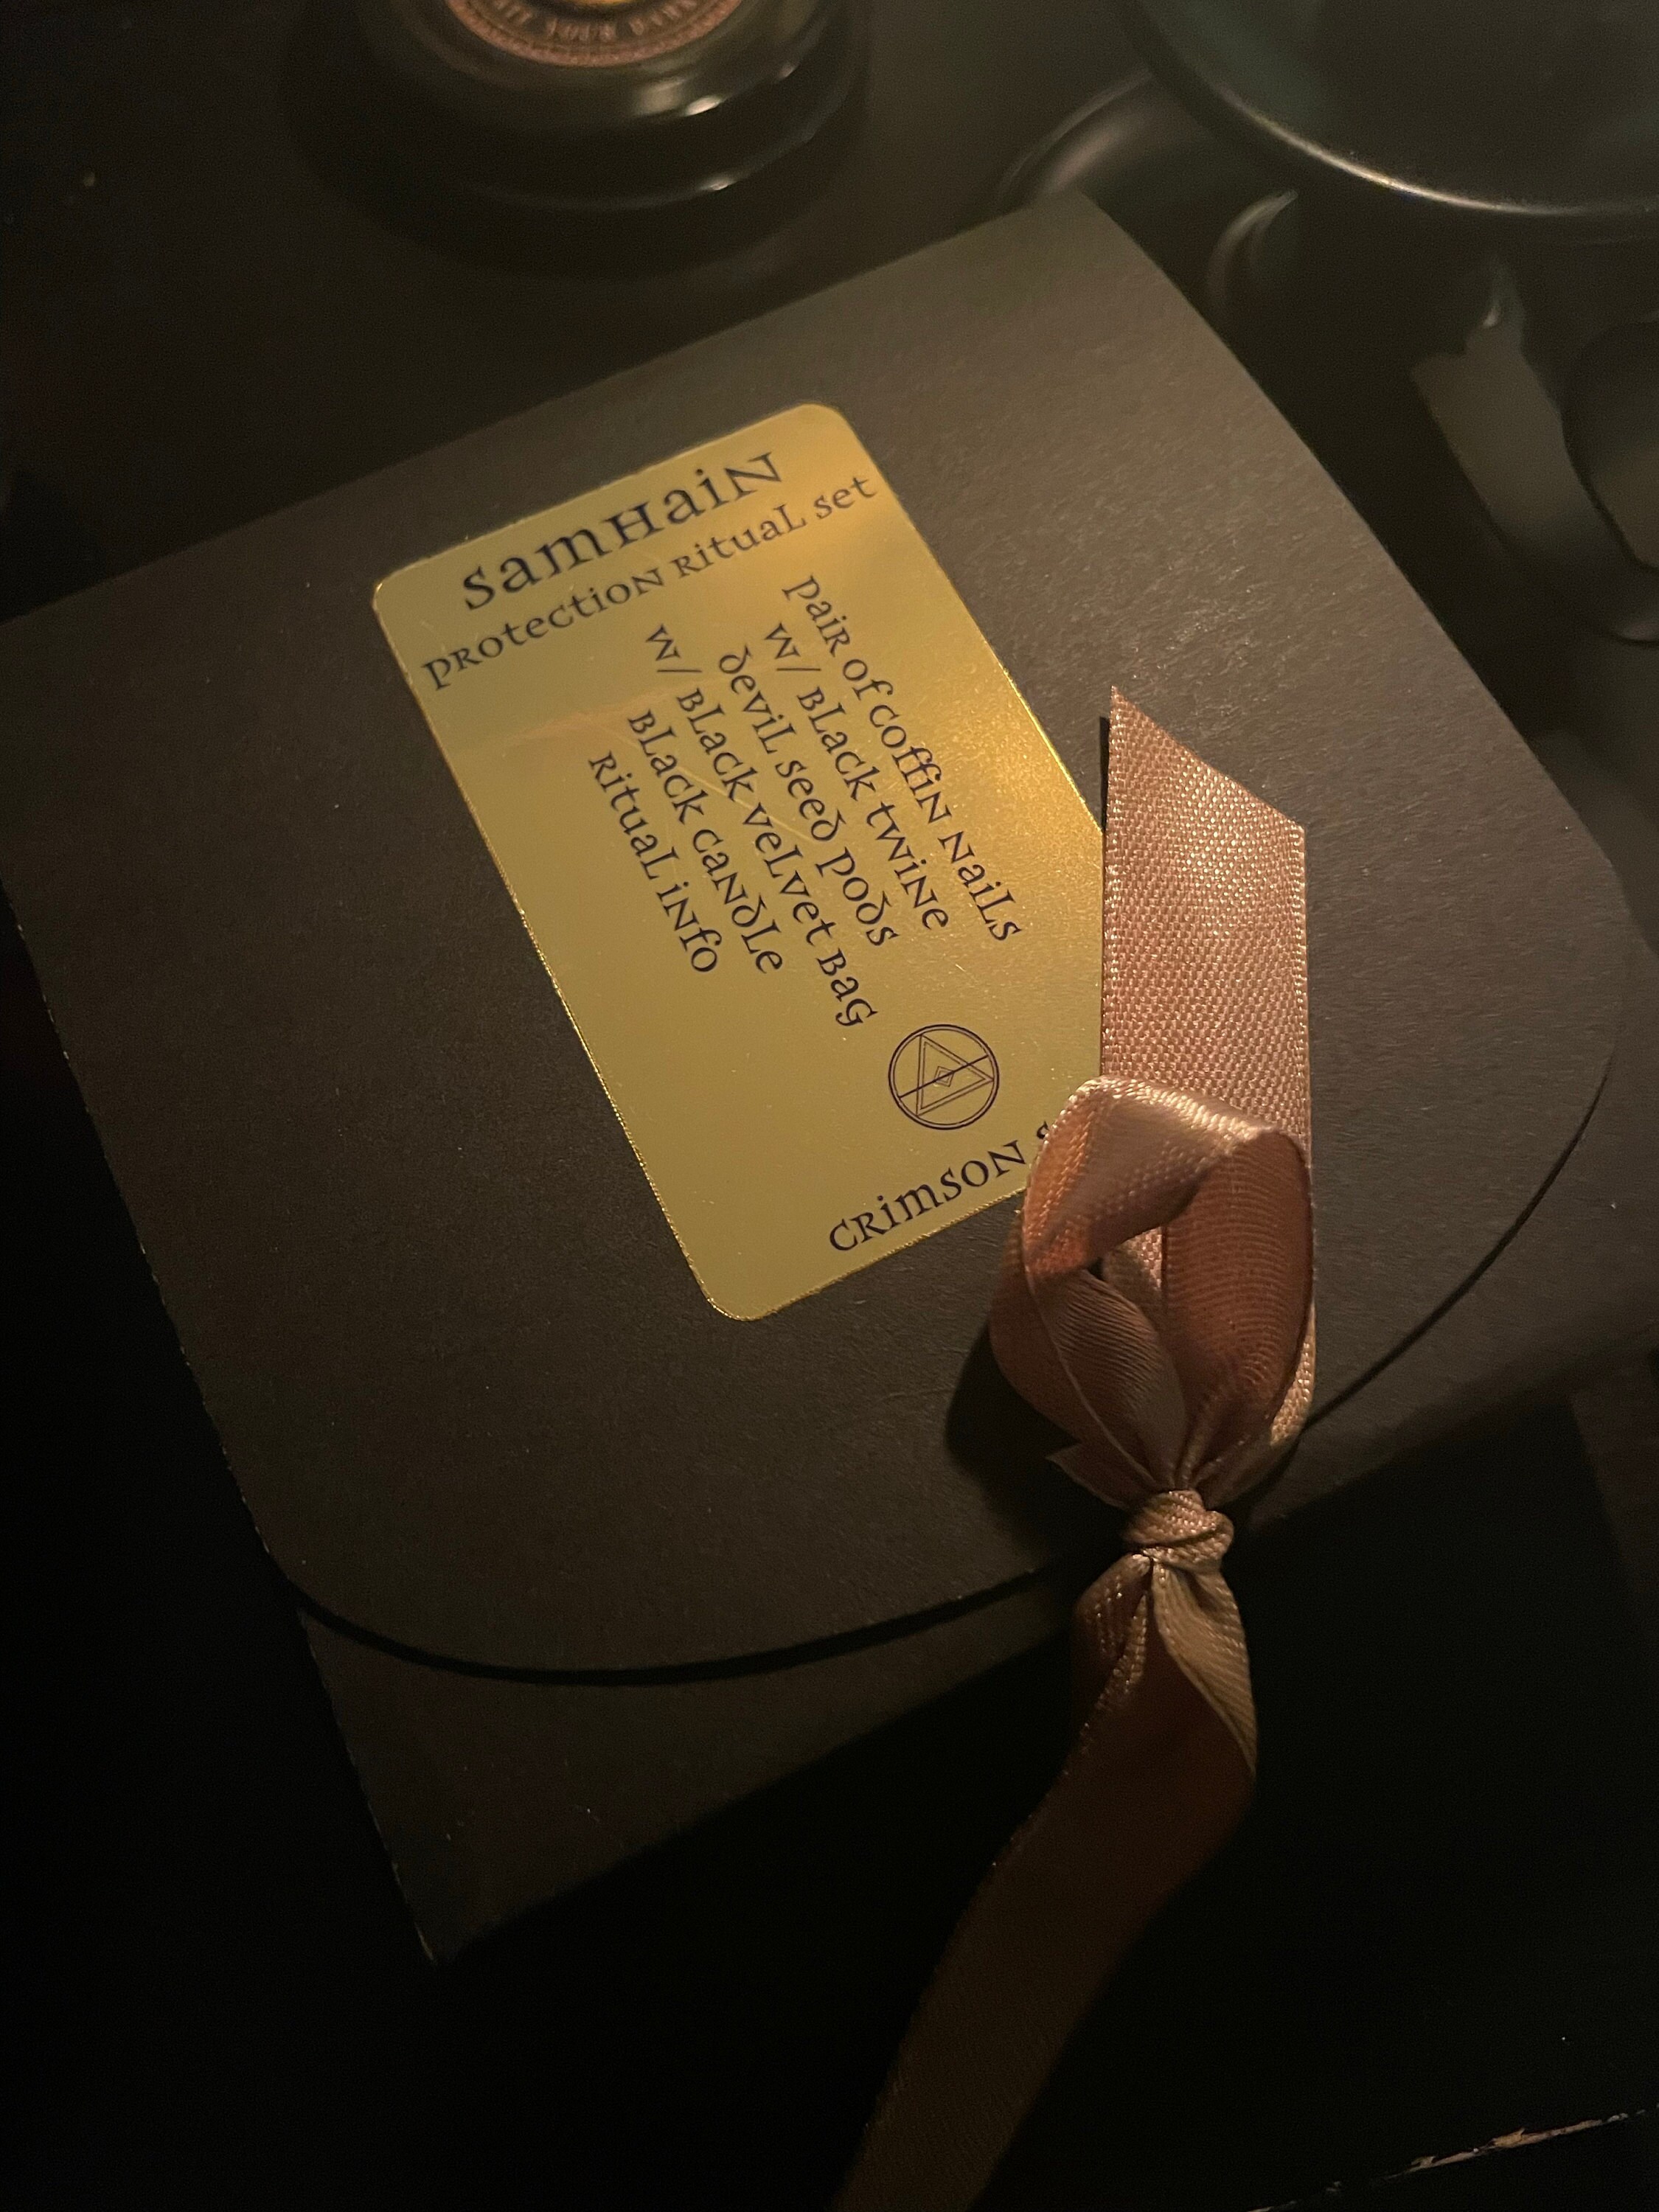 samhain
protection ritual set
pair of coffin nails
w/ black twine
devil seed pods
w/ black velvet bag
black candle
ritual info
crimson